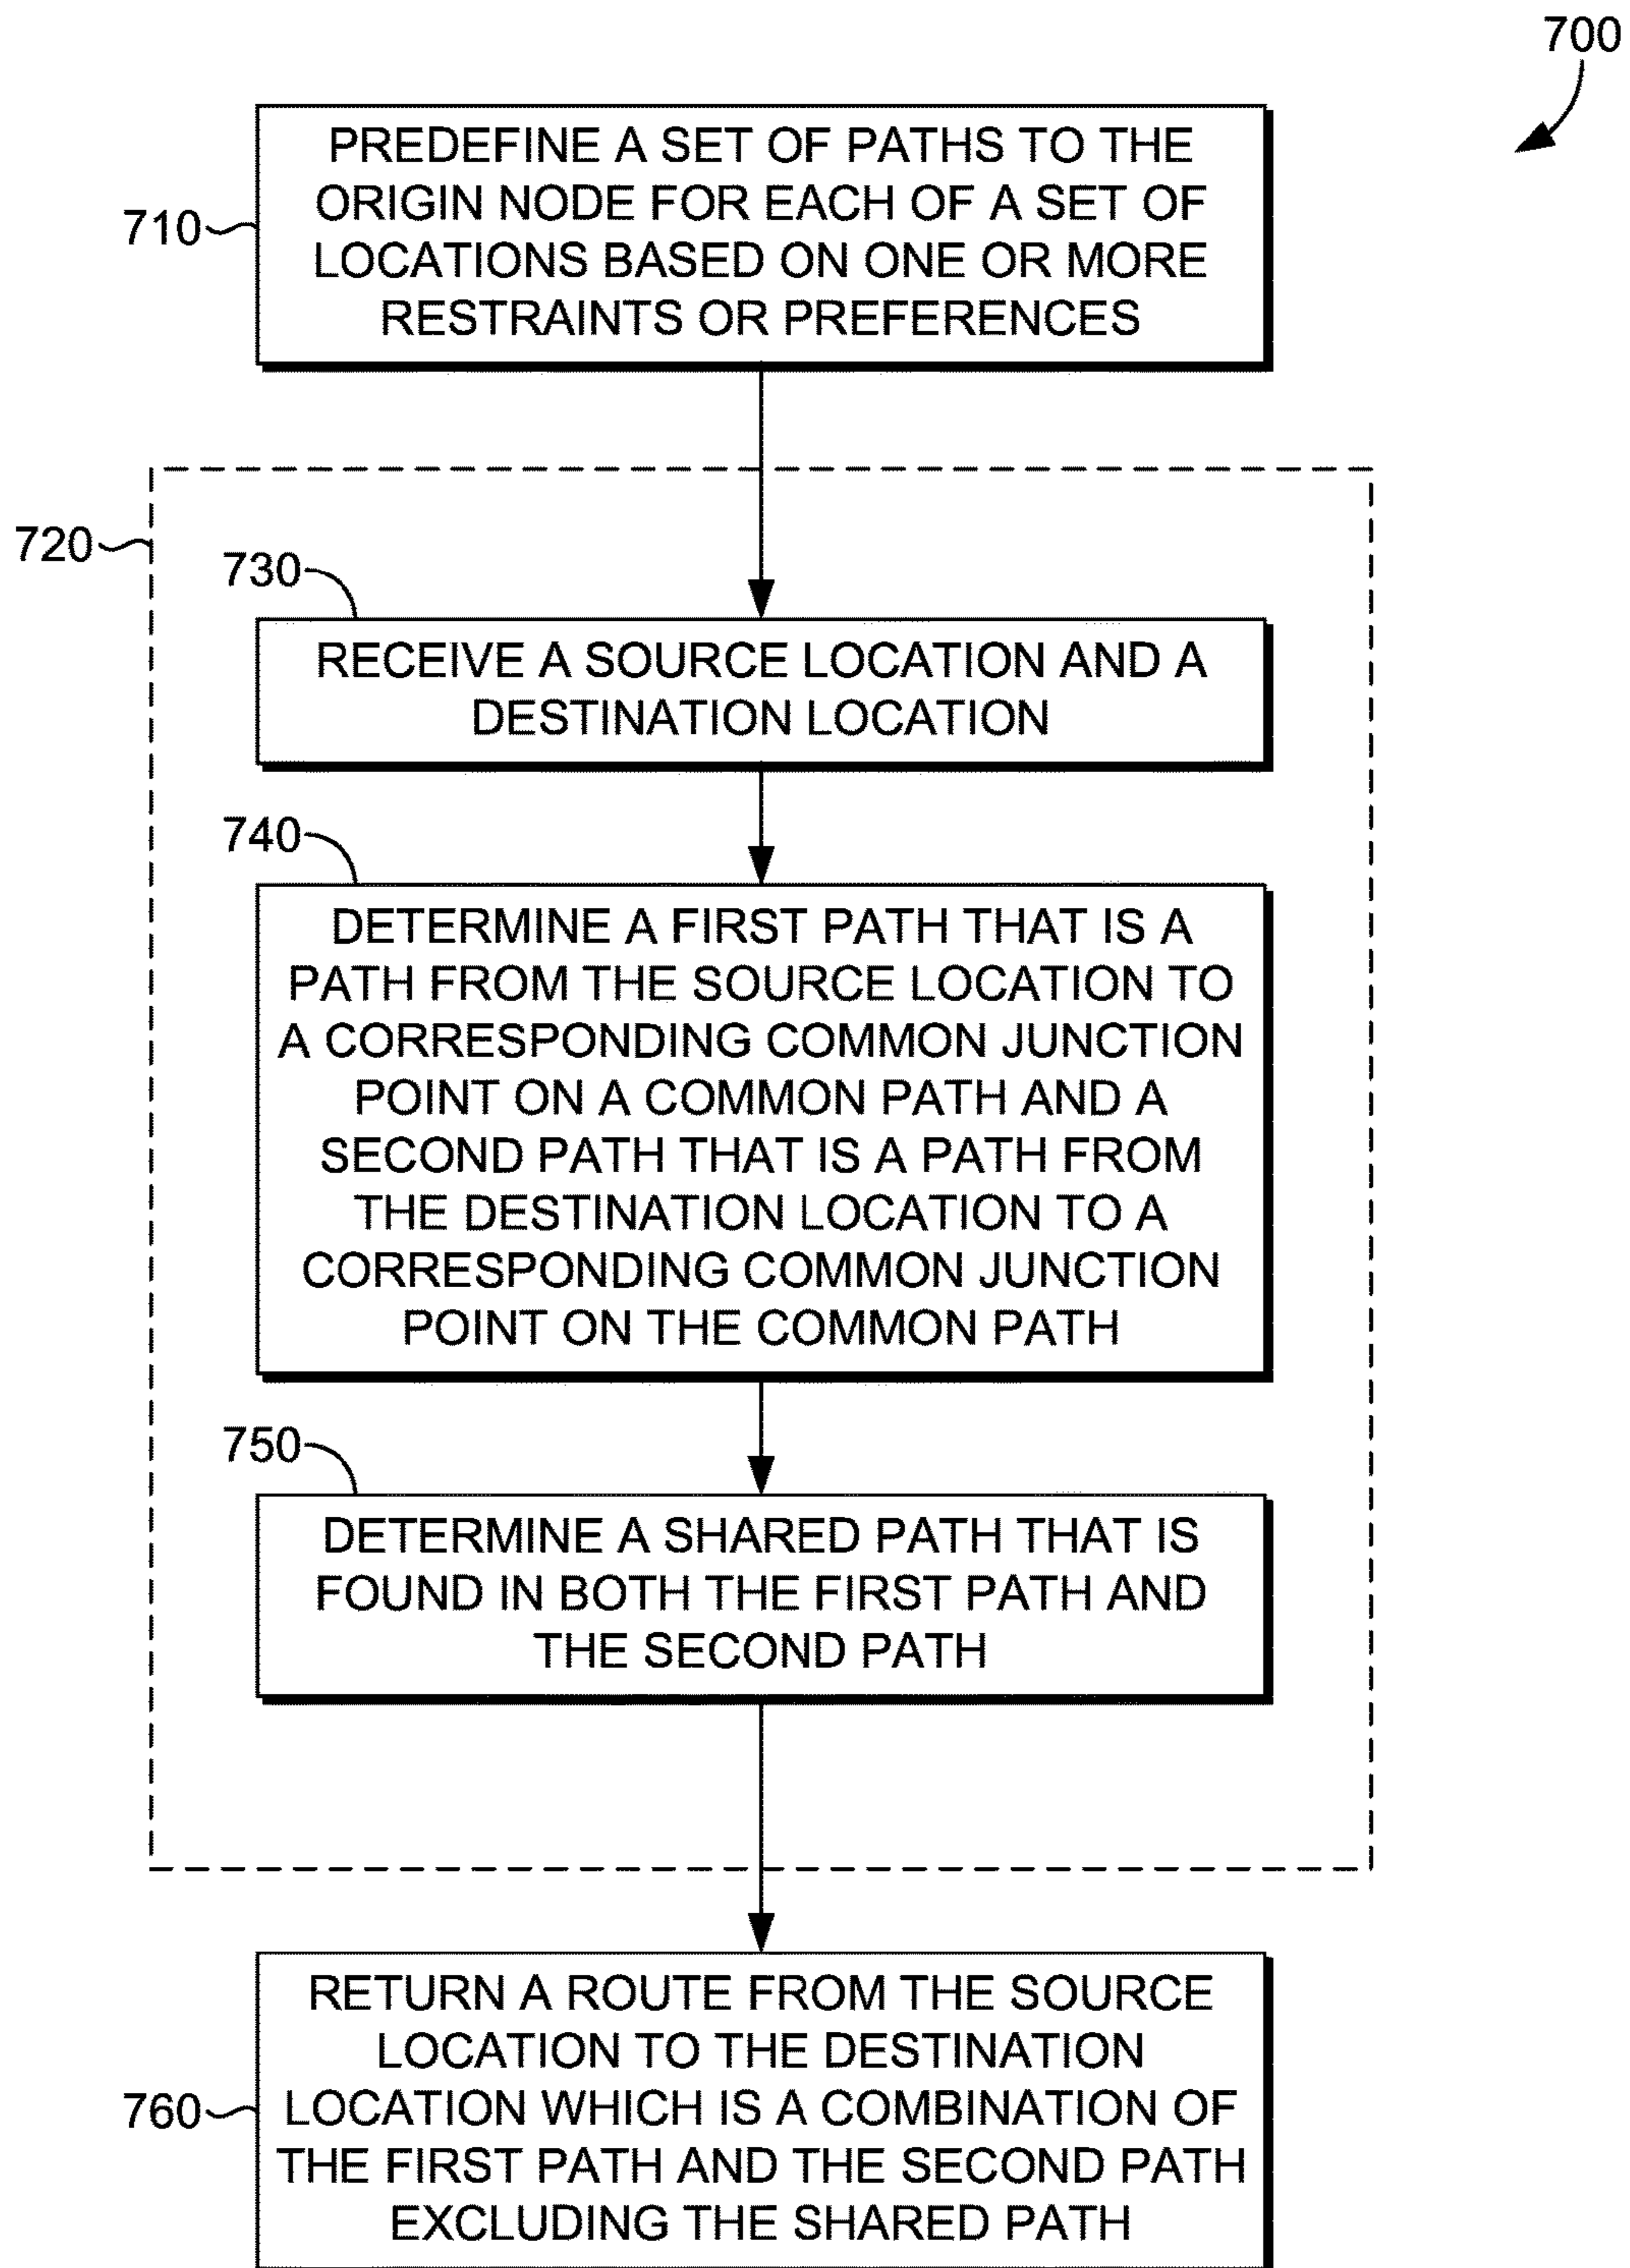 700
PREDEFINE A SET OF PATHS TO THE
ORIGIN NODE FOR EACH OF A SET OF
710
LOCATIONS BASED ON ONE OR MORE
RESTRAINTS OR PREFERENCES
720
730
RECEIVE A SOURCE LOCATION AND A
DESTINATION LOCATION
740
DETERMINE A FIRST PATH THAT IS A
PATH FROM THE SOURCE LOCATION TO
A CORRESPONDING COMMON JUNCTION
POINT ON A COMMON PATH AND A
SECOND PATH THAT IS A PATH FROM
THE DESTINATION LOCATION TO A
CORRESPONDING COMMON JUNCTION
POINT ON THE COMMON PATH
750
DETERMINE A SHARED PATH THAT IS
FOUND IN BOTH THE FIRST PATH AND
THE SECOND PATH
RETURN A ROUTE FROM THE SOURCE
LOCATION TO THE DESTINATION
760
LOCATION WHICH IS A COMBINATION OF
THE FIRST PATH AND THE SECOND PATH
EXCLUDING THE SHARED PATH